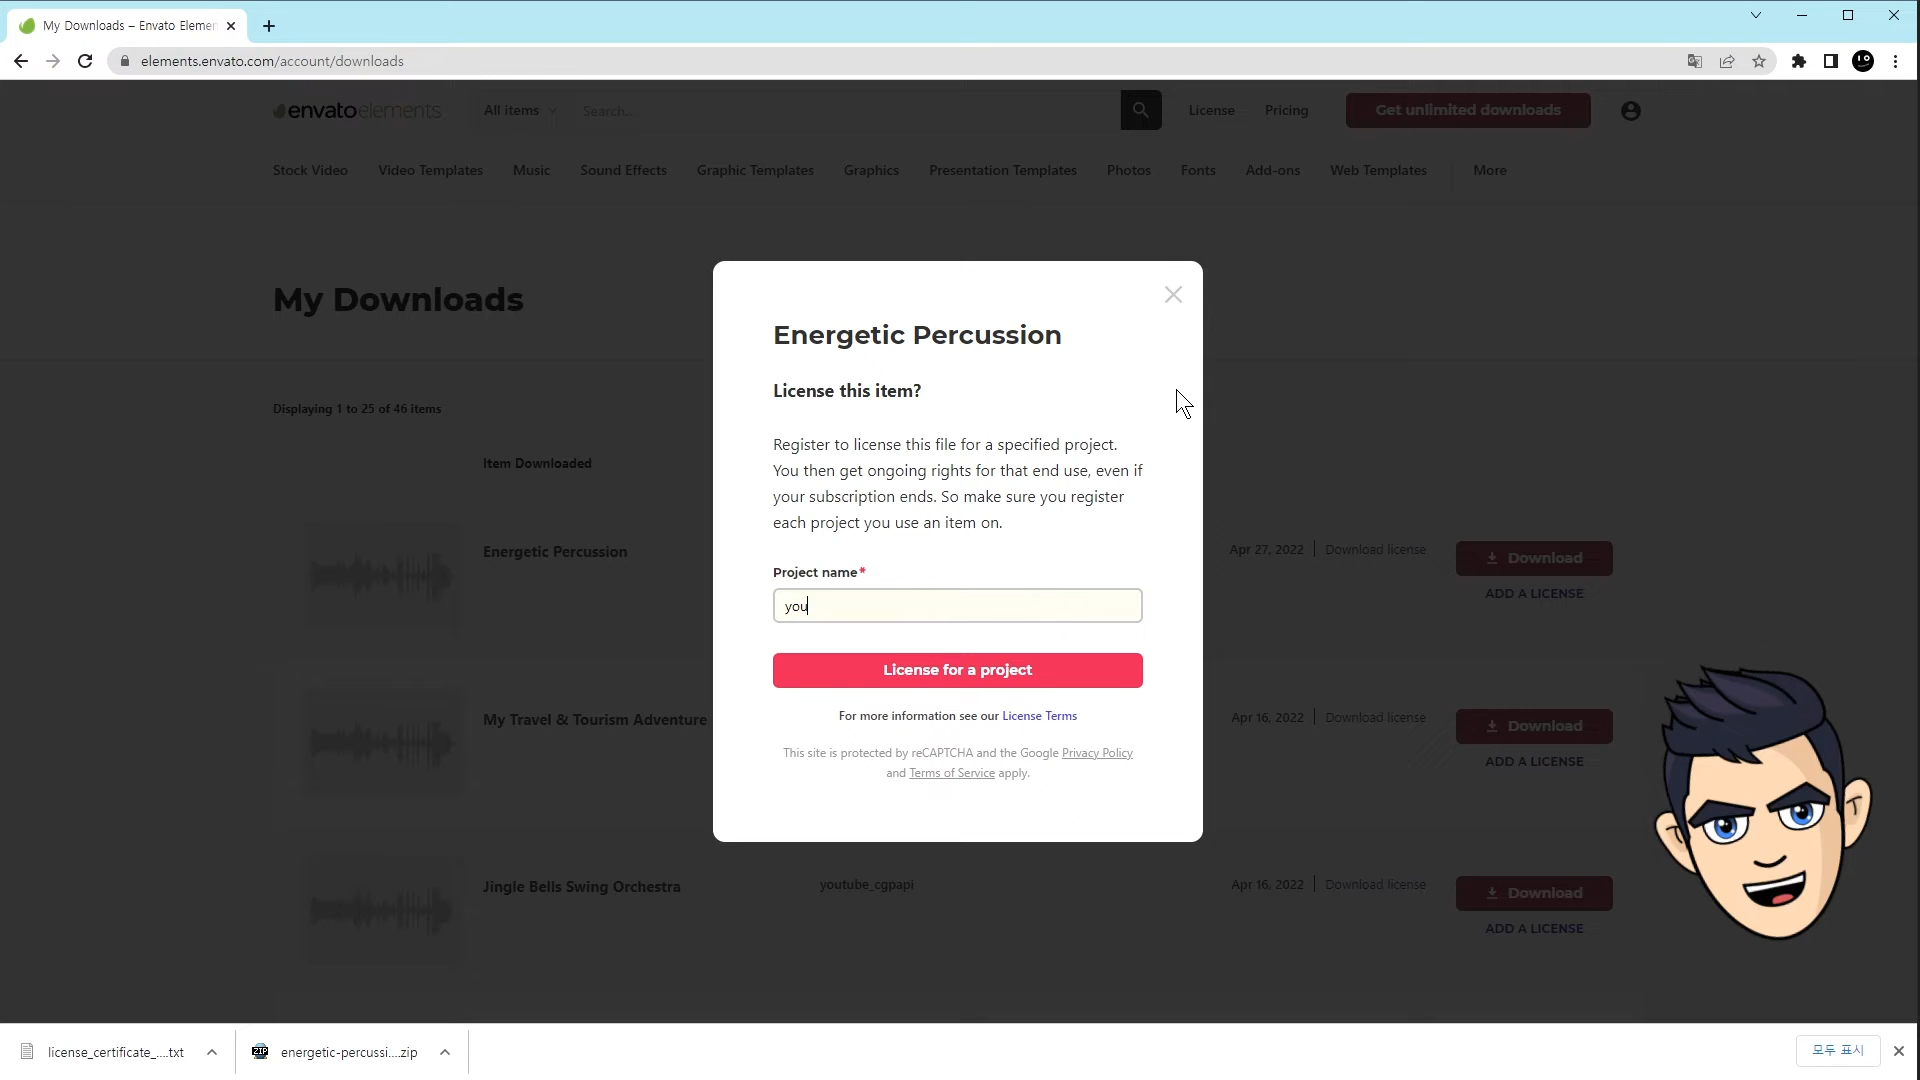 My Downloads – Envato Elemen
elements.envato.com/account/downloads
envatoelements
All items
Search...
License
Pricing
Get unlimited downloads
Stock Video
Video Templates
Music
Sound Effects
Graphic Templates
Graphics
Presentation Templates
Photos
Fonts
Add-ons
Web Templates
More
My Downloads
Displaying 1 to 25 of 46 items
Item Downloaded
Energetic Percussion
License this item?
Register to license this file for a specified project.
You then get ongoing rights for that end use, even if
your subscription ends. So make sure you register
each project you use an item on.
Project name*
you
License for a project
For more information see our License Terms
This site is protected by reCAPTCHA and the Google Privacy Policy
and Terms of Service apply.
Energetic Percussion
Apr 27, 2022
Download license
Download
ADD A LICENSE
My Travel & Tourism Adventure
Apr 16, 2022
Download license
Download
ADD A LICENSE
Jingle Bells Swing Orchestra
youtube_cgpapi
Apr 16, 2022
Download license
Download
ADD A LICENSE
license_certificate_....txt
ZIP
energetic-percussi....zip
모두 표시